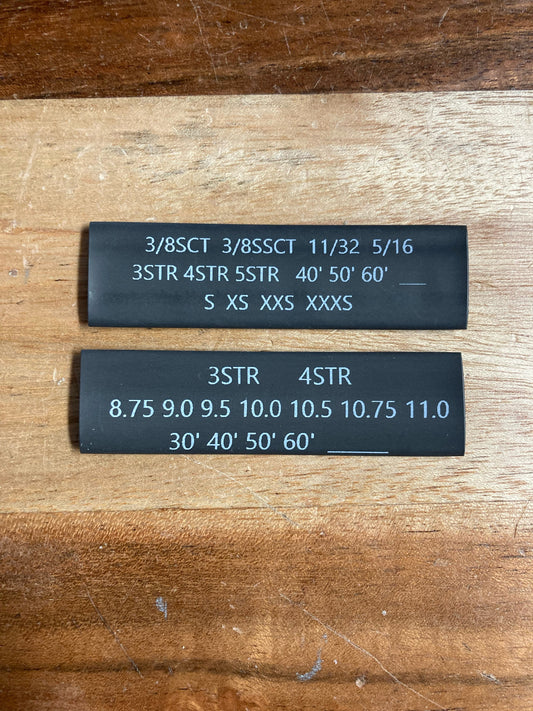 3/8SCT 3/8SSCT 11/32 5/16
3STR 4STR 5STR 40' 50' 60' ___
S XS XXS XXXS
3STR 4STR
8.75 9.0 9.5 10.0 10.5 10.75 11.0
30' 40' 50' 60' ______